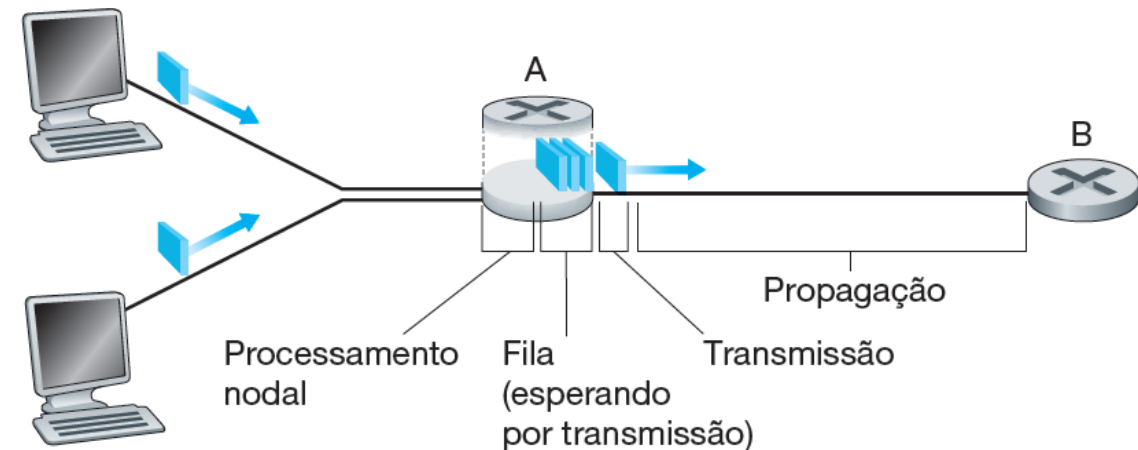 A
B
Propagação
Processamento
nodal
Fila
(esperando
por transmissão)
Transmissão